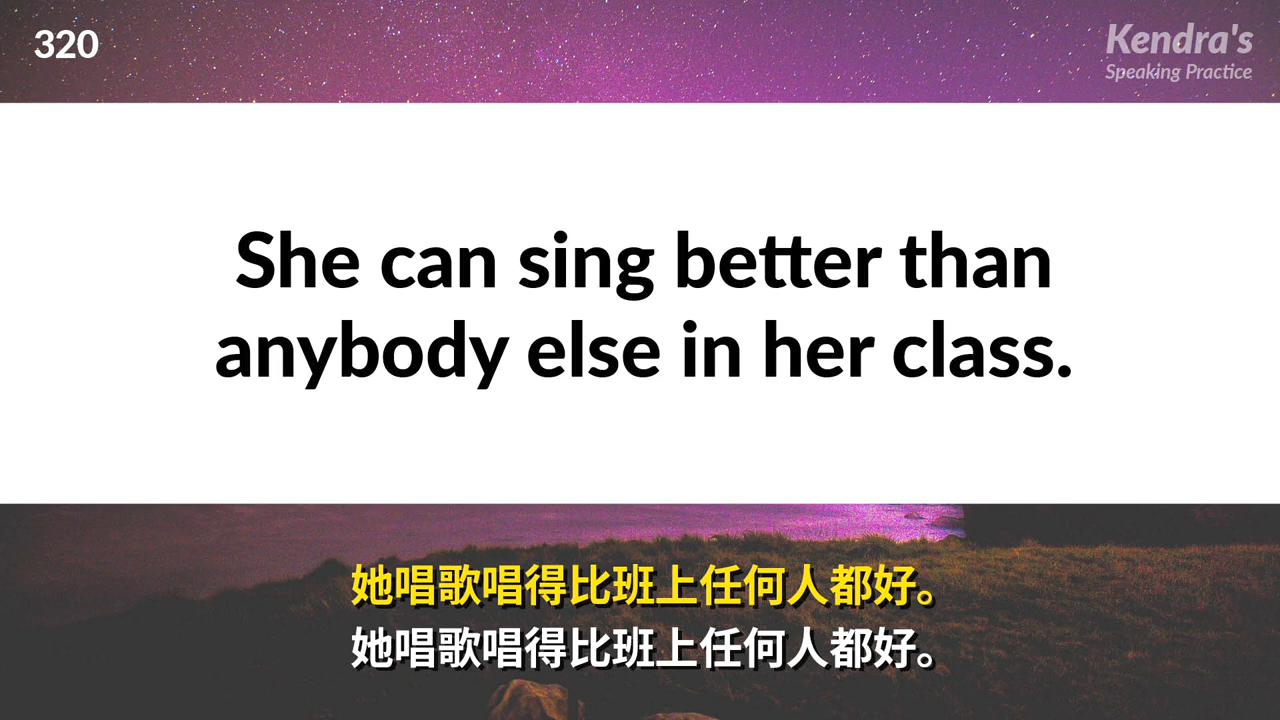 320
Kendra's
Speaking Practice
She can sing better than
anybody else in her class.
她唱歌唱得比班上任何人都好。
她唱歌唱得比班上任何人都好。